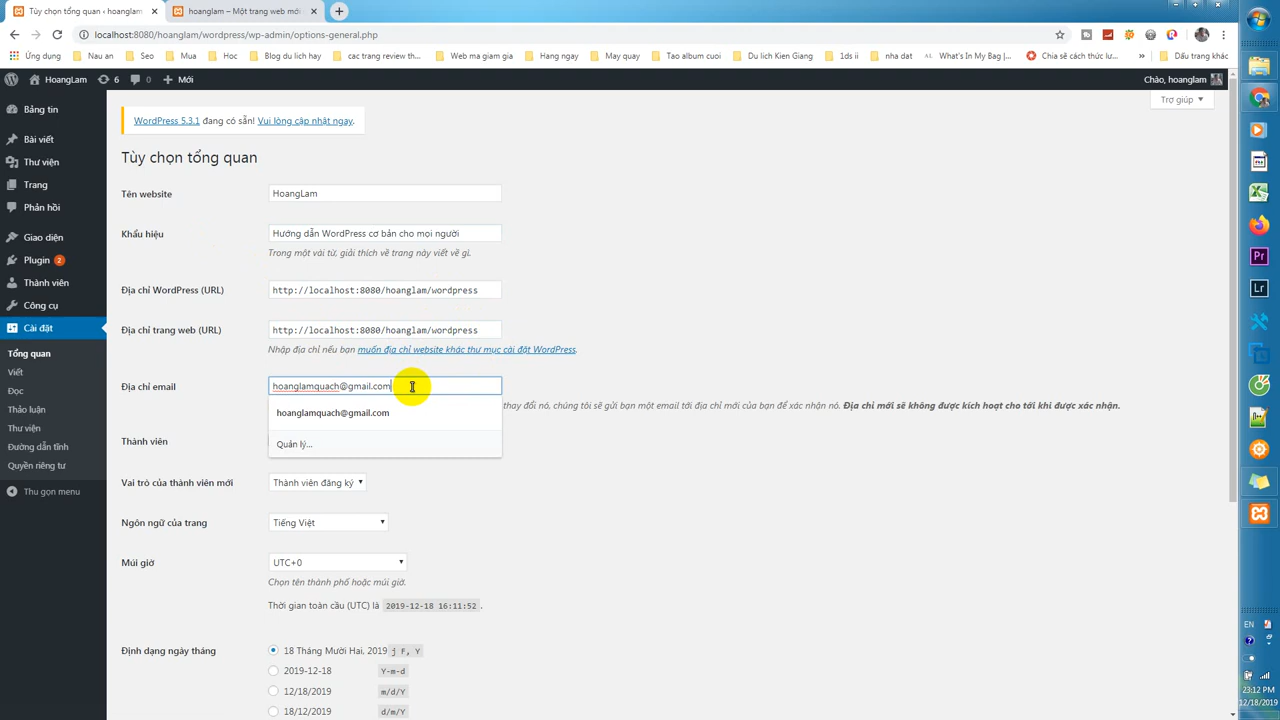 Tùy chọn tổng quan ‹ hoanglam
hoanglam – Một trang web mới
localhost:8080/hoanglam/wordpress/wp-admin/options-general.php
Ứng dụng
Nau an
Seo
Mua
Hoc
Blog du lich hay
cac trang review th...
Web ma giam gia
Hàng ngay
May quay
Tao album cuoi
Du lich Kien Giang
1ds ii
nha dat
What's In My Bag |...
Chia sẻ cách thức lư...
Dấu trang khác
HoangLam
6
0
Mới
Chào, hoanglam
Trợ giúp
Bảng tin
Bài viết
Thư viện
Trang
Phản hồi
Giao diện
Plugin 2
Thành viên
Công cụ
Cài đặt
Tổng quan
Viết
Đọc
Thảo luận
Thư viện
Đường dẫn tĩnh
Quyền riêng tư
Thu gọn menu
WordPress 5.3.1 đang có sẵn! Vui lòng cập nhật ngay.
Tùy chọn tổng quan
Tên website
HoangLam
Khẩu hiệu
Hướng dẫn WordPress cơ bản cho mọi người
Trong một vài từ, giải thích về trang này viết về gì.
Địa chỉ WordPress (URL)
http://localhost:8080/hoanglam/wordpress
Địa chỉ trang web (URL)
http://localhost:8080/hoanglam/wordpress
Nhập địa chỉ nếu bạn muốn địa chỉ website khác thư mục cài đặt WordPress.
Địa chỉ email
hoanglamquach@gmail.com
hoanglamquach@gmail.com
Quản lý...
thay đổi nó, chúng tôi sẽ gửi bạn một email tới địa chỉ mới của bạn để xác nhận nó. Địa chỉ mới sẽ không được kích hoạt cho tới khi được xác nhận.
Thành viên
Vai trò của thành viên mới
Thành viên đăng ký
Ngôn ngữ của trang
Tiếng Việt
Múi giờ
UTC+0
Chọn tên thành phố hoặc múi giờ.
Thời gian toàn cầu (UTC) là 2019-12-18 16:11:52 .
Định dạng ngày tháng
18 Tháng Mười Hai, 2019 j F, Y
2019-12-18 Y-m-d
12/18/2019 m/d/Y
18/12/2019 d/m/Y
Pr
Lr
EN
23:12 PM
12/18/2019